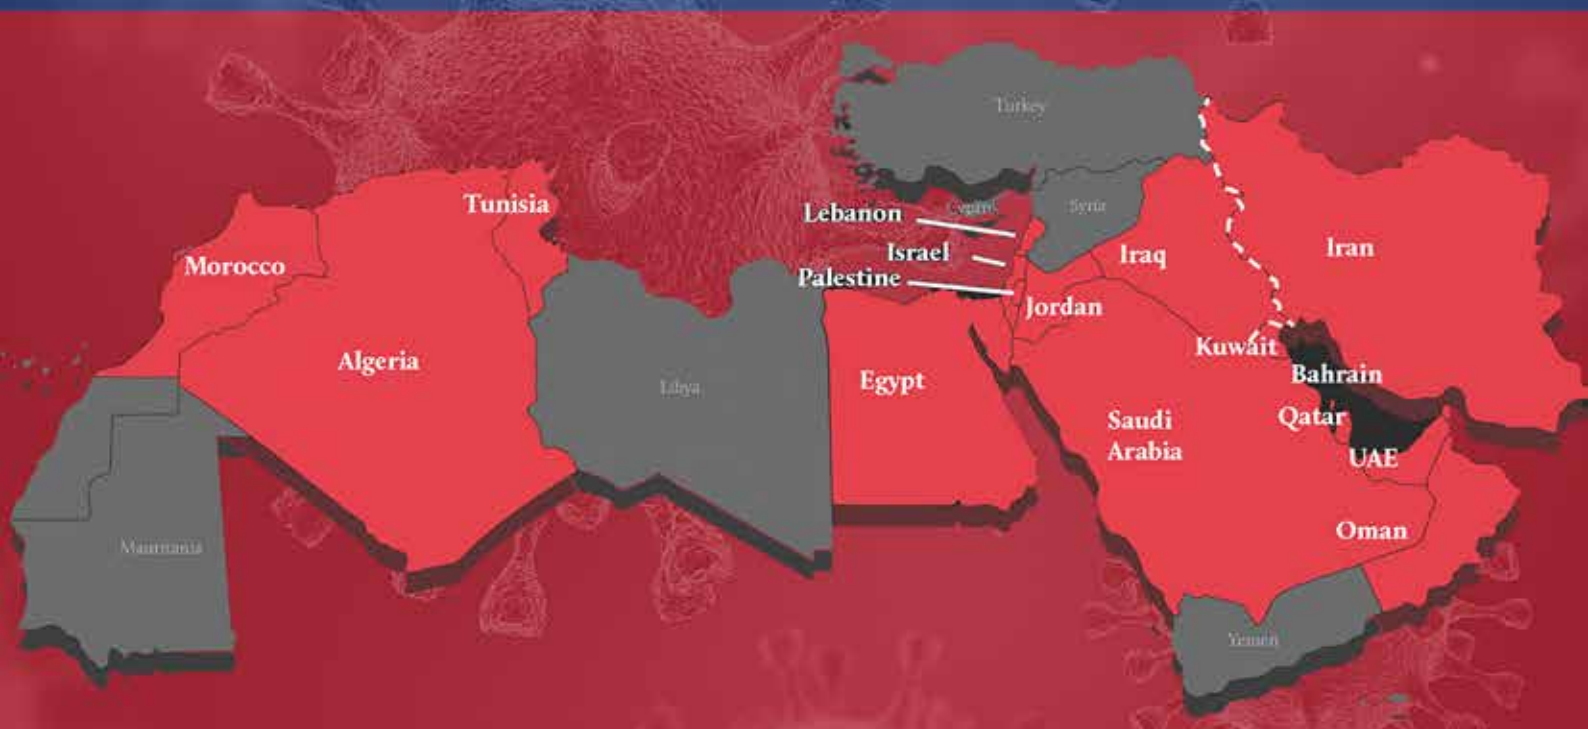 Turkey
Tunisia
Lebanon
Cyprus
Syria
Morocco
Israel
Iraq
Iran
Palestine
Jordan
Algeria
Kuwait
Egypt
Libya
Bahrain
Saudi
Arabia
Qatar
UAE
Oman
Mauritania
Yemen